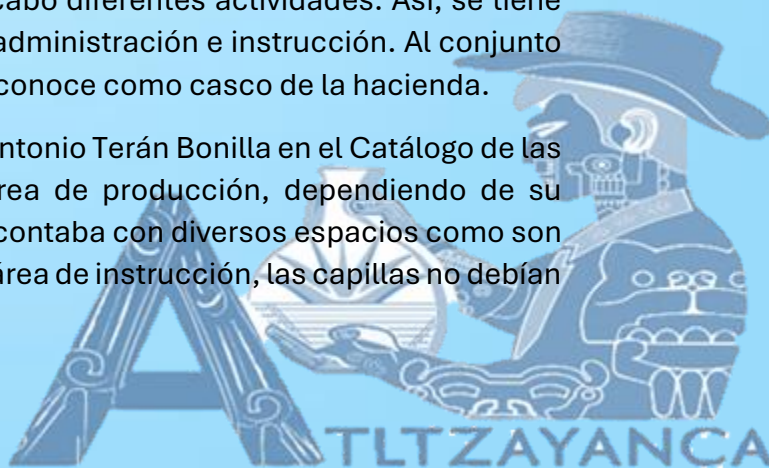 cabo diferentes actividades. Así, se tiene
administración e instrucción. Al conjunto
conoce como casco de la hacienda.
ntonio Terán Bonilla en el Catálogo de las
rea de producción, dependiendo de su
contaba con diversos espacios como son
área de instrucción, las capillas no debían
ATLTZAYANCA